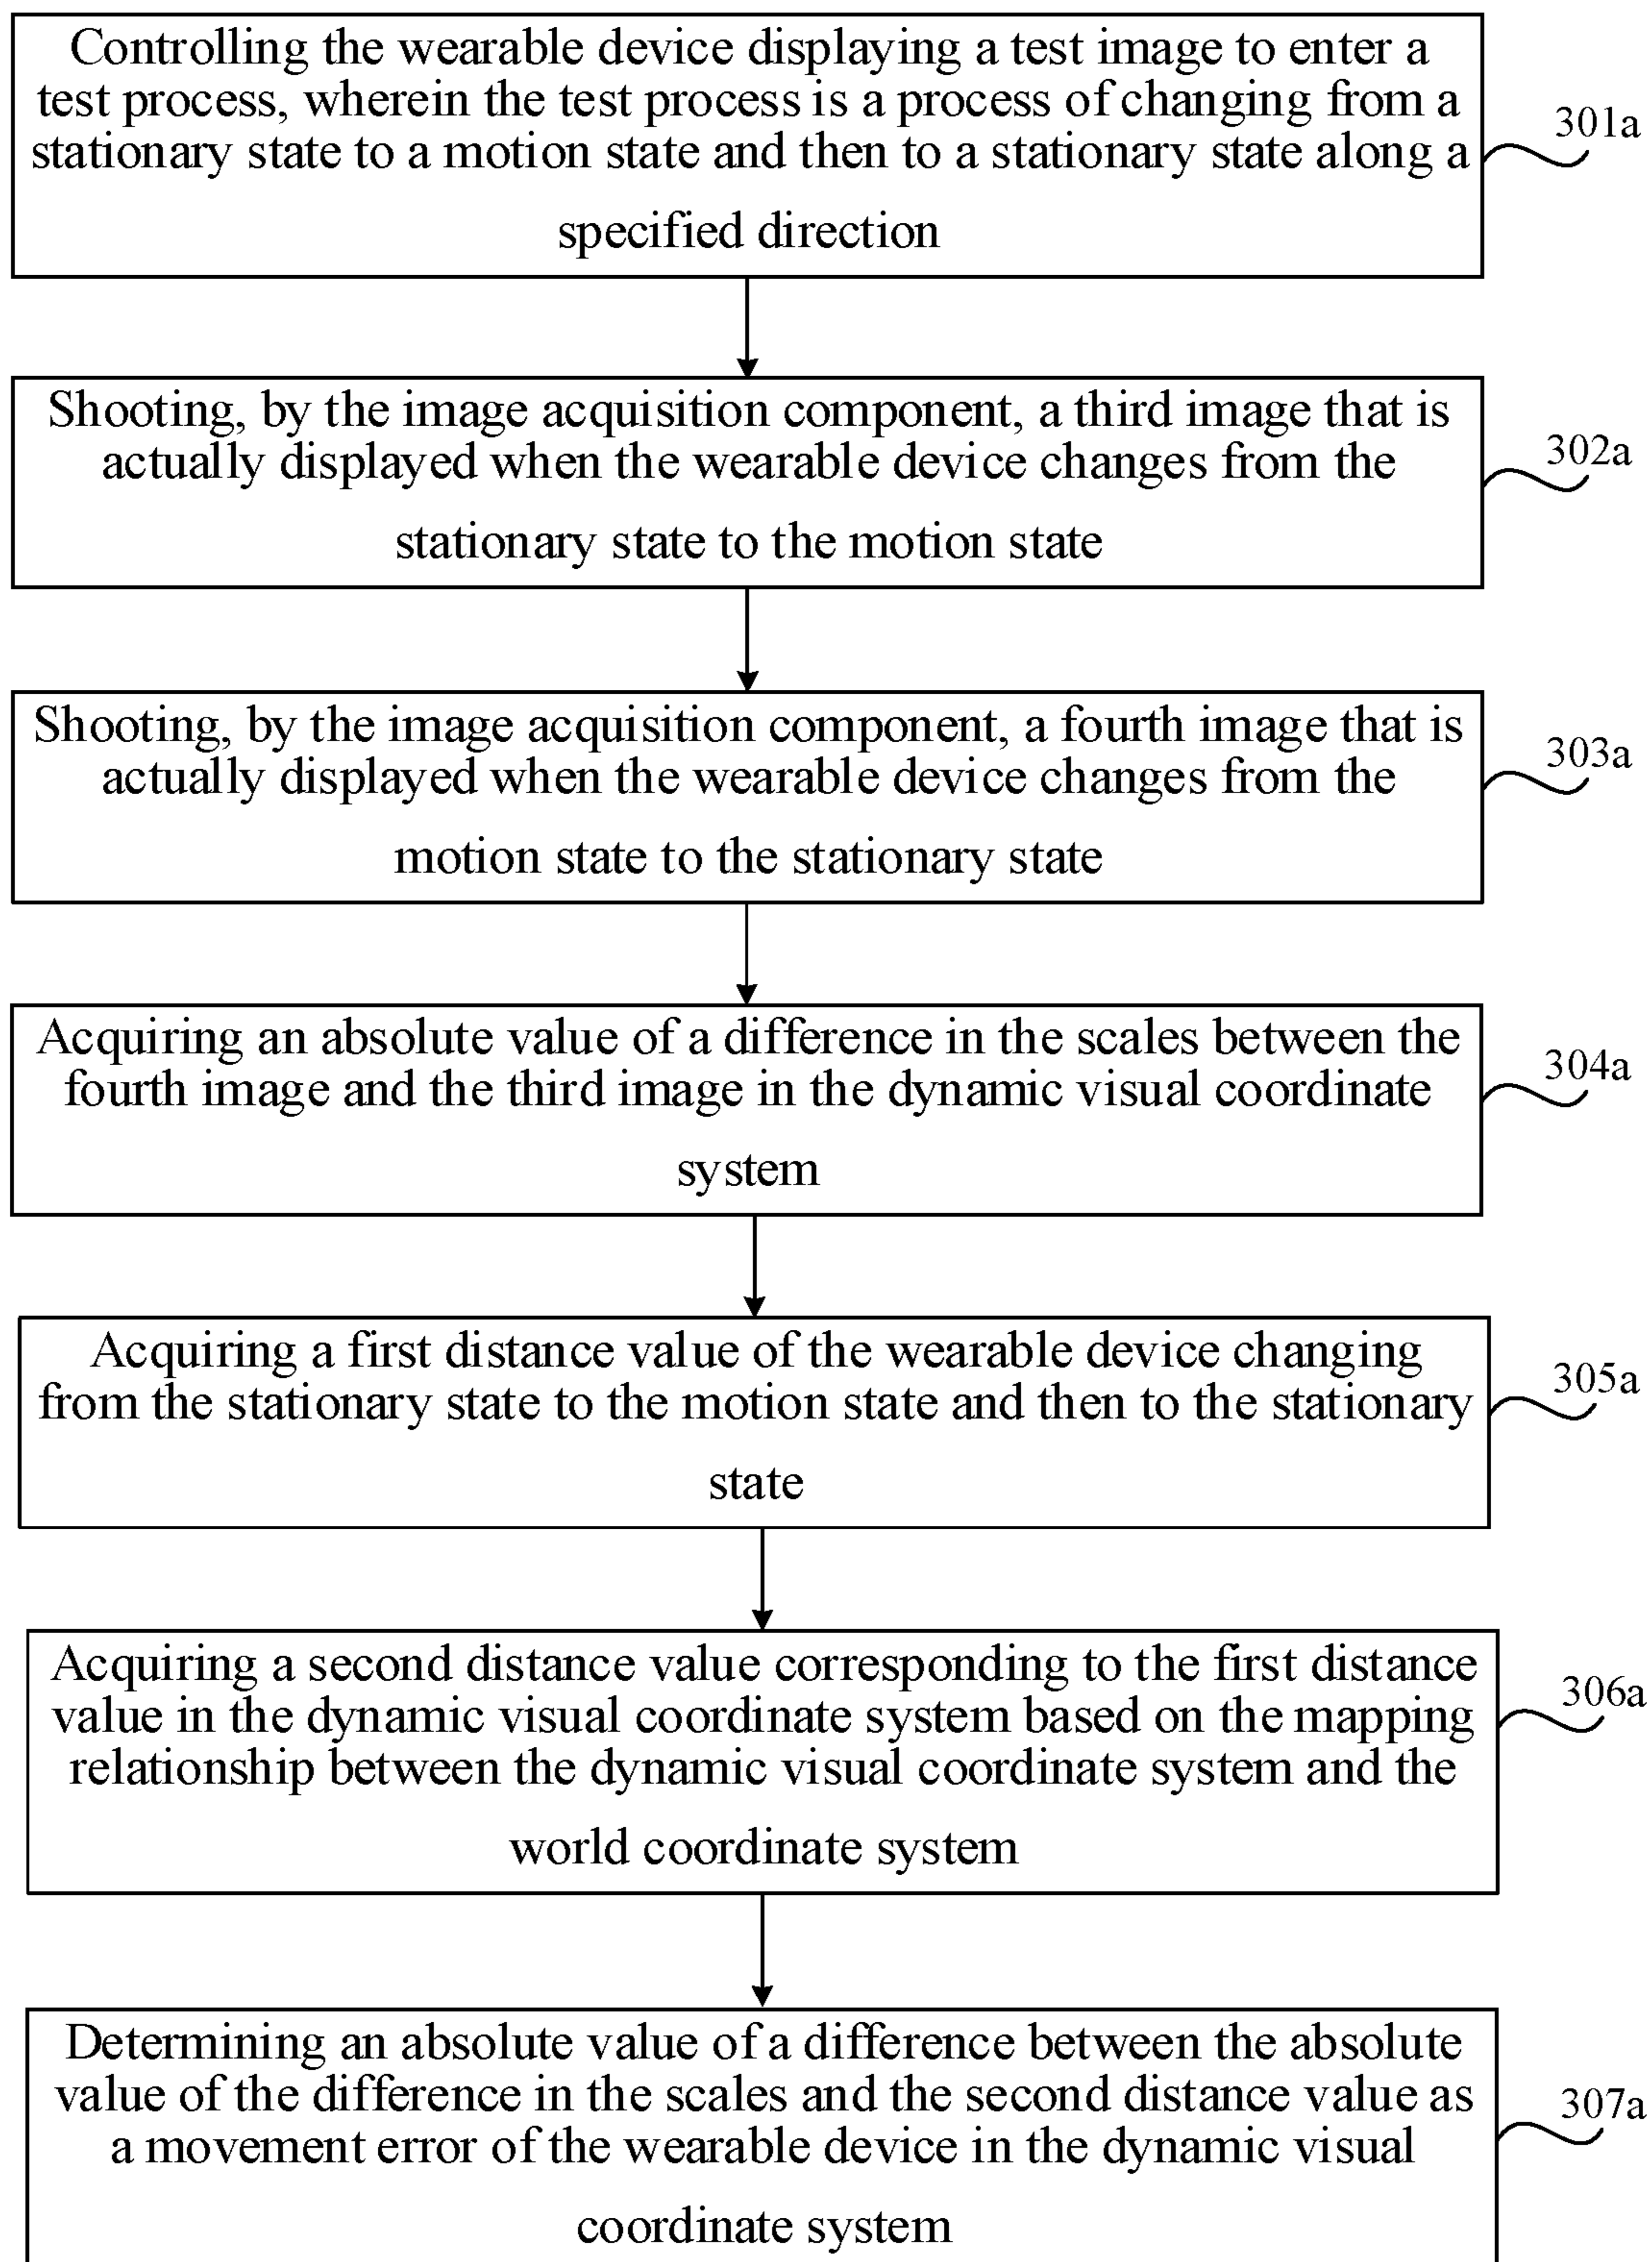 Controlling the wearable device displaying a test image to enter a
test process, wherein the test process is a process of changing from a
stationary state to a motion state and then to a stationary state along a
specified direction
301a
Shooting, by the image acquisition component, a third image that is
actually displayed when the wearable device changes from the
stationary state to the motion state
302a
Shooting, by the image acquisition component, a fourth image that is
actually displayed when the wearable device changes from the
motion state to the stationary state
303a
Acquiring an absolute value of a difference in the scales between the
fourth image and the third image in the dynamic visual coordinate
system
304a
Acquiring a first distance value of the wearable device changing
from the stationary state to the motion state and then to the stationary
state
305a
Acquiring a second distance value corresponding to the first distance
value in the dynamic visual coordinate system based on the mapping
relationship between the dynamic visual coordinate system and the
world coordinate system
306a
Determining an absolute value of a difference between the absolute
value of the difference in the scales and the second distance value as
a movement error of the wearable device in the dynamic visual
coordinate system
307a